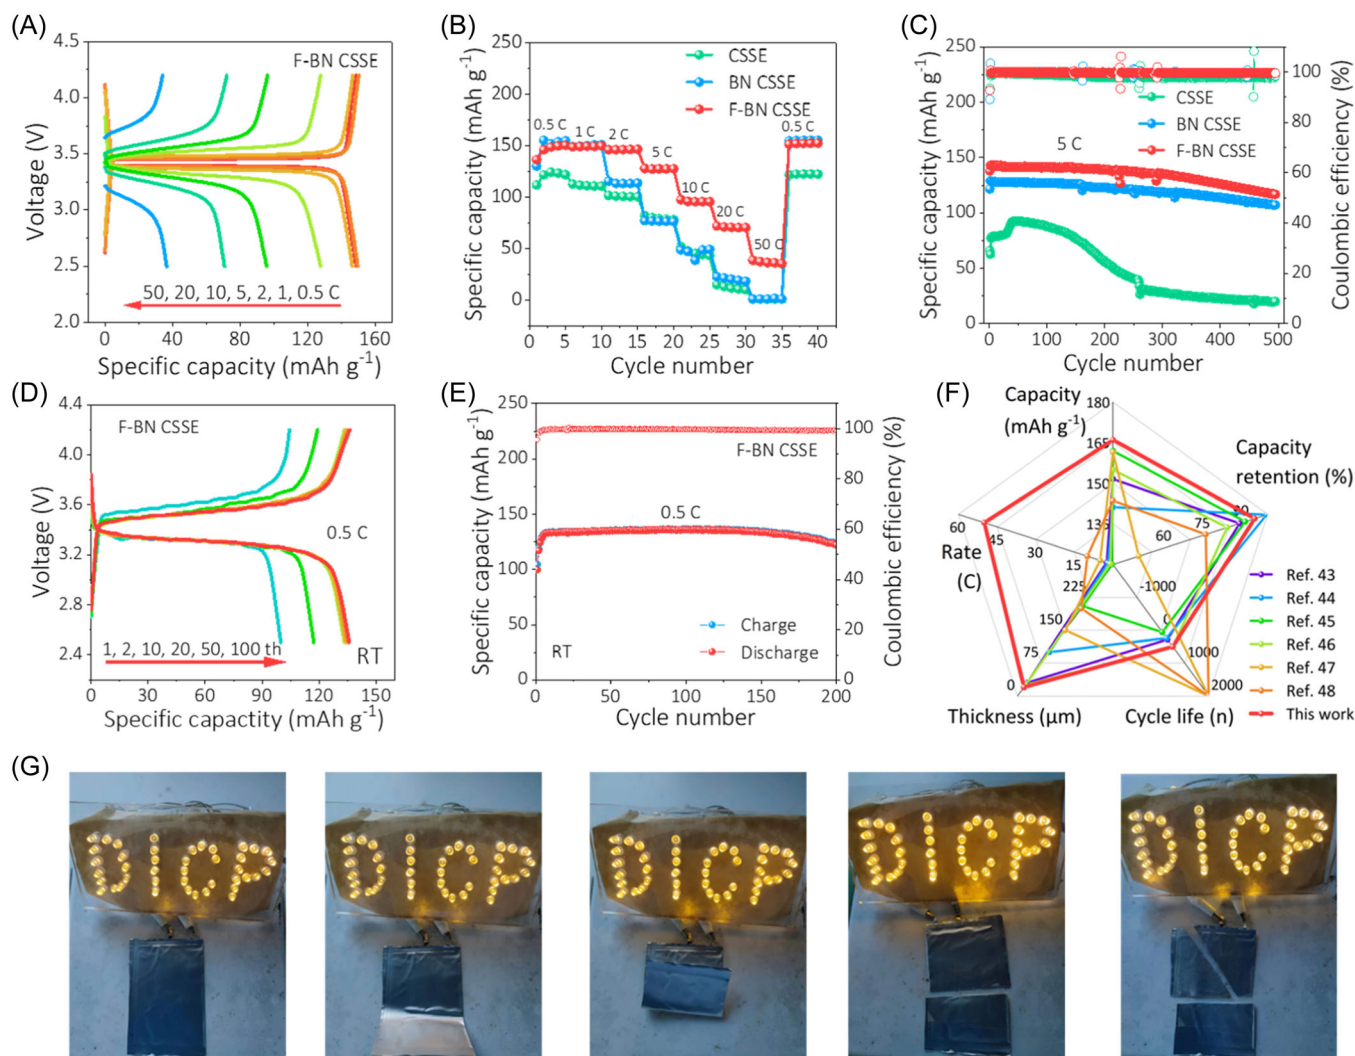 (A)
4.5
4.0
3.5
3.0
2.5
2.0
Voltage (V)
F-BN CSSE
50, 20, 10, 5, 2, 1, 0.5 C
0 40 80 120 160
Specific capacity (mAh g-1)
(B)
250
200
150
100
50
0
Specific capacity (mAh g-1)
CSSE
BN CSSE
F-BN CSSE
0.5 C
1 C
2 C
5 C
10 C
20 C
50 C
0.5 C
0 5 10 15 20 25 30 35 40
Cycle number
(C)
250
200
150
100
50
0
Specific capacity (mAh g-1)
CSSE
BN CSSE
F-BN CSSE
5 C
100
80
60
40
20
0
Coulombic efficiency (%)
0 100 200 300 400 500
Cycle number
(D)
4.4
4.0
3.6
3.2
2.8
2.4
Voltage (V)
F-BN CSSE
0.5 C
1, 2, 10, 20, 50, 100 th
RT
0 30 60 90 120 150
Specific capactity (mAh g-1)
(E)
250
200
150
100
50
0
Specific capacity (mAh g-1)
F-BN CSSE
0.5 C
Charge
Discharge
RT
100
80
60
40
20
0
Coulombic efficiency (%)
0 50 100 150 200
Cycle number
(F)
Capacity
(mAh g-1)
180
165
150
135
Capacity
retention (%)
90
75
60
60
45
30
15
Rate
(C)
225
150
75
0
Thickness (μm)
-1000
0
1000
2000
Cycle life (n)
Ref. 43
Ref. 44
Ref. 45
Ref. 46
Ref. 47
Ref. 48
This work
(G)
DICP
DICP
DICP
DICP
DICP